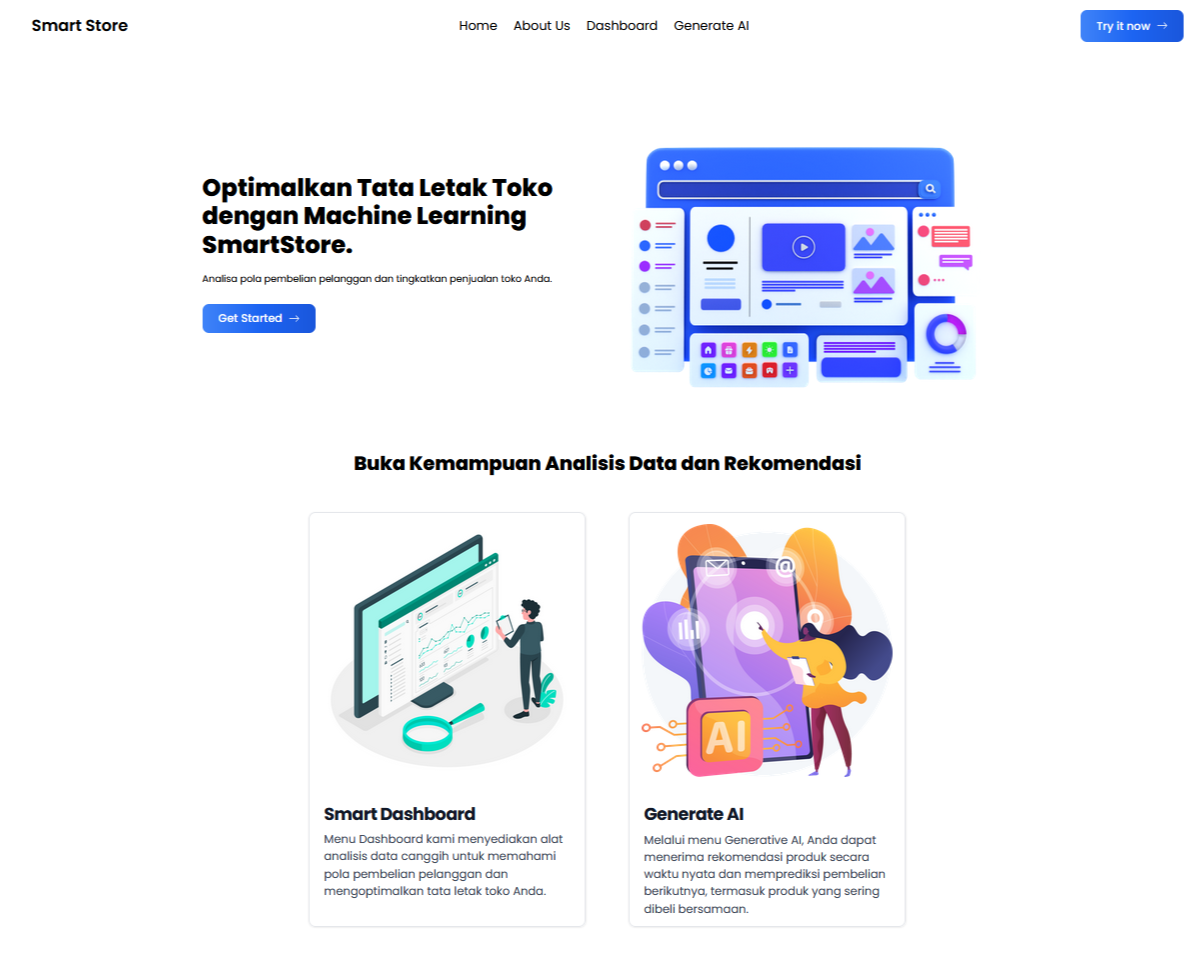 Smart Store
Home
About Us
Dashboard
Generate AI
Try it now →
Optimalkan Tata Letak Toko
dengan Machine Learning
SmartStore.
Analisa pola pembelian pelanggan dan tingkatkan penjualan toko Anda.
Get Started →
Buka Kemampuan Analisis Data dan Rekomendasi
@
AI
Smart Dashboard
Menu Dashboard kami menyediakan alat
analisis data canggih untuk memahami
pola pembelian pelanggan dan
mengoptimalkan tata letak toko Anda.
Generate AI
Melalui menu Generative AI, Anda dapat
menerima rekomendasi produk secara
waktu nyata dan memprediksi pembelian
berikutnya, termasuk produk yang sering
dibeli bersamaan.